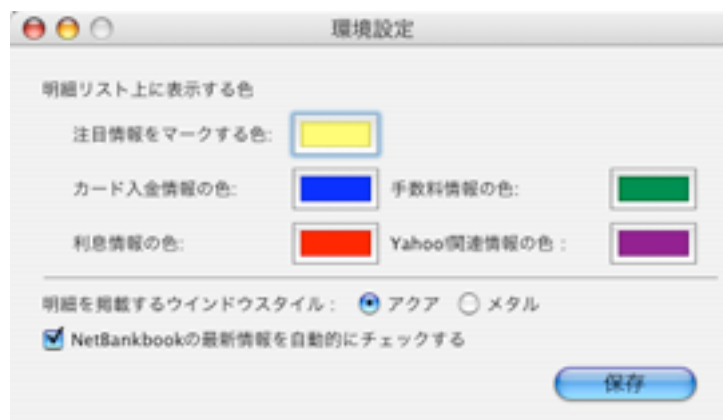 環境設定
明細リスト上に表示する色
注目情報をマークする色:
カード入金情報の色: 手数料情報の色:
利息情報の色: Yahoo!関連情報の色 :
明細を掲載するウインドウスタイル : アクア メタル
NetBankbookの最新情報を自動的にチェックする
保存